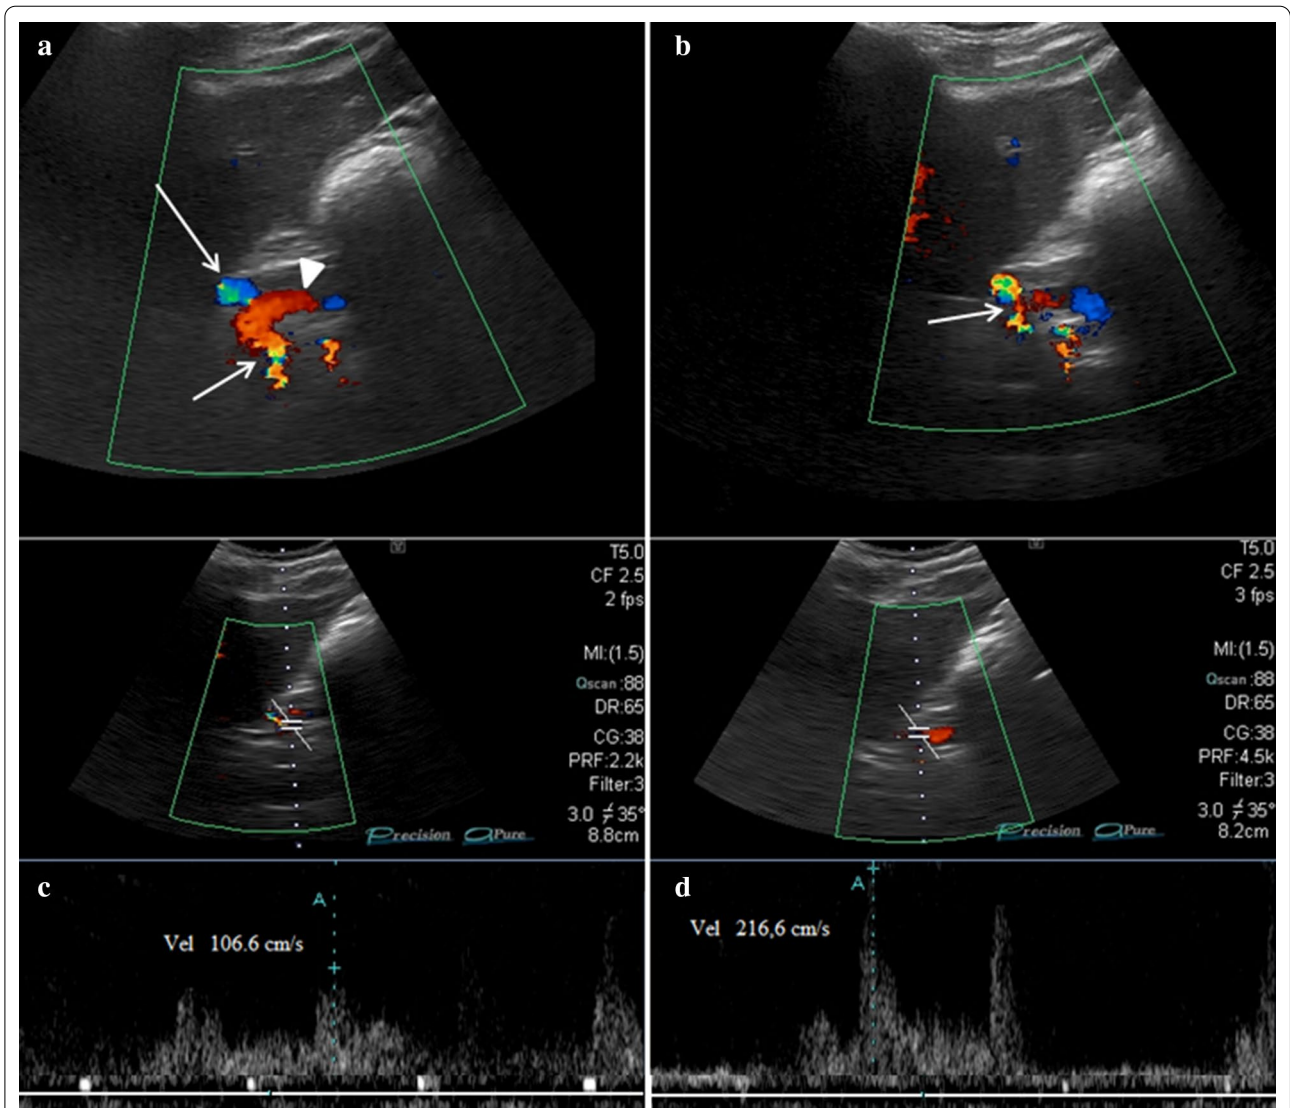 a
b
T5.0
CF 2.5
2 fps
MI:(1.5)
Qscan:88
DR:65
CG:38
PRF:2.2k
Filter:3
3.0 35°
8.8cm
Precision APure
T5.0
CF 2.5
3 fps
MI:(1.5)
Qscan:88
DR:65
CG:38
PRF:4.5k
Filter:3
3.0 35°
8.2cm
Precision APure
c
A
Vel 106.6 cm/s
d
A
Vel 216,6 cm/s